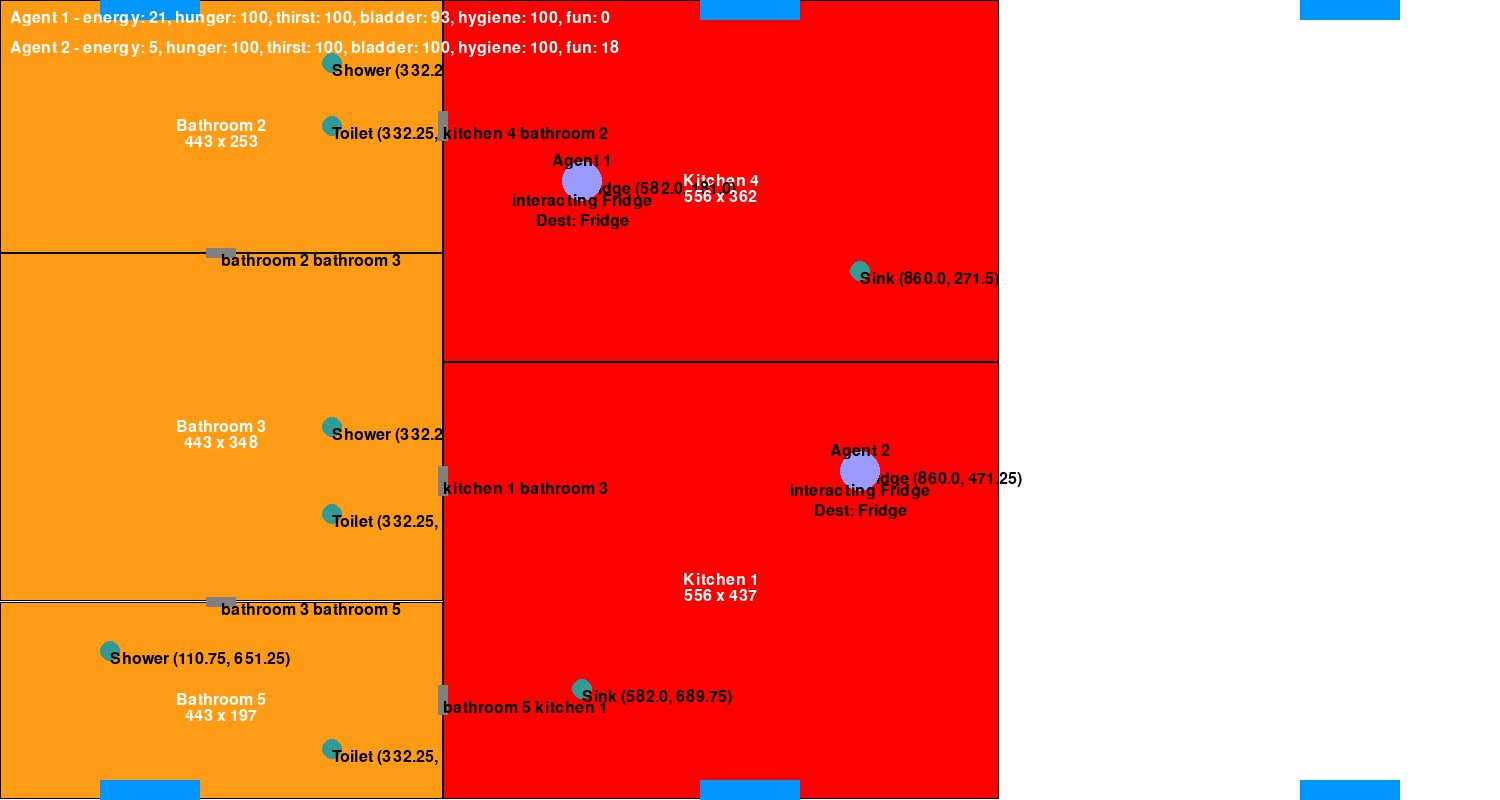 Agent 1 - energy: 21, hunger: 100, thirst: 100, bladder: 93, hygiene: 100, fun: 0
Agent 2 - energy: 5, hunger: 100, thirst: 100, bladder: 100, hygiene: 100, fun: 18
Shower (332.2
Bathroom 2
443 x 253
Toilet (332.25,
kitchen 4 bathroom 2
Agent 1
Kitchen 4
556 x 362
interacting Fridge
Dest: Fridge
bathroom 2 bathroom 3
Sink (860.0, 271.5)
Bathroom 3
443 x 348
Shower (332.2
Agent 2
idge (860.0, 471.25)
interacting Fridge
Dest: Fridge
kitchen 1 bathroom 3
Toilet (332.25,
Kitchen 1
556 x 437
bathroom 3 bathroom 5
Shower (110.75, 651.25)
Bathroom 5
443 x 197
Sink (582.0, 689.75)
bathroom 5 kitchen 1
Toilet (332.25,